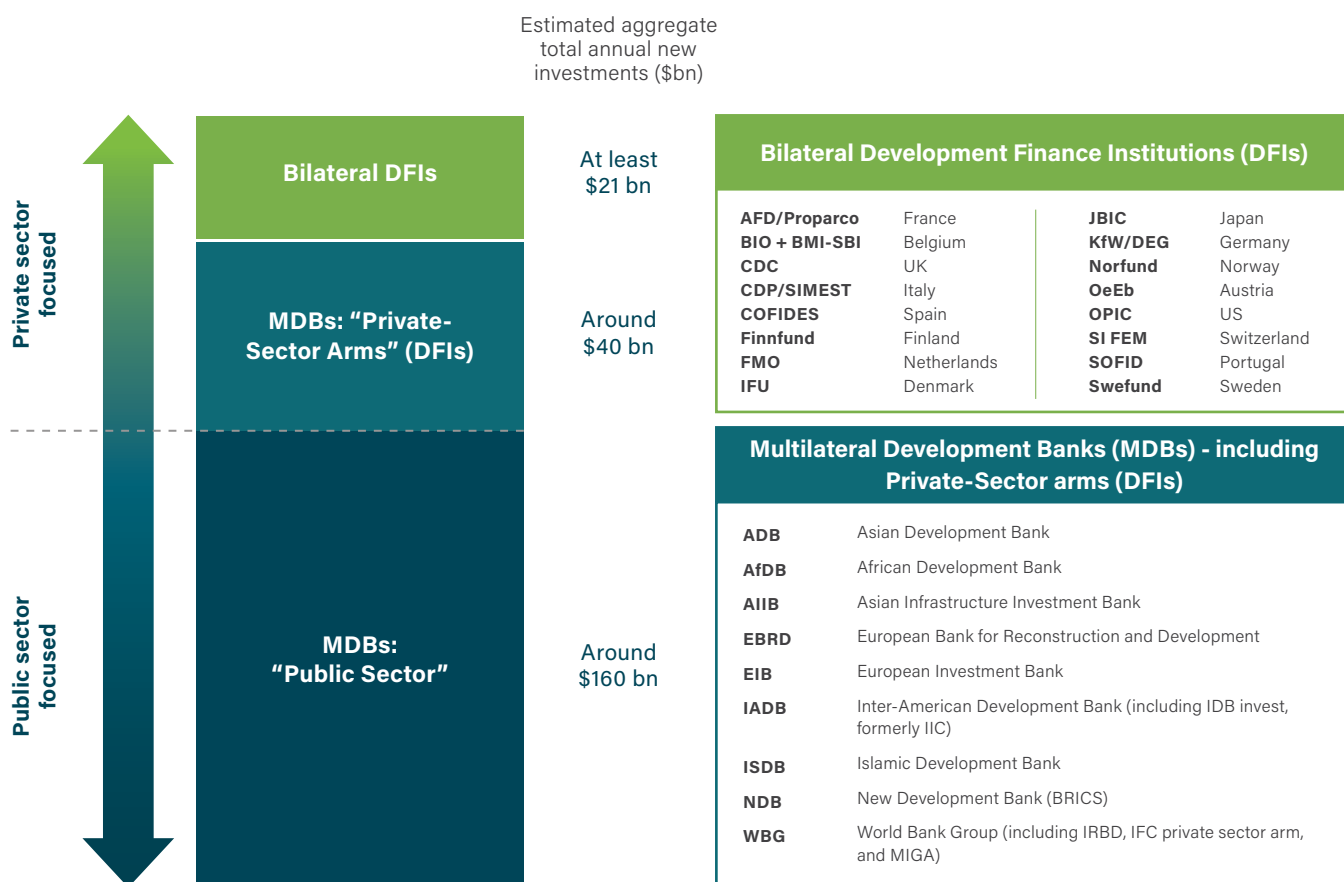 Estimated aggregate
total annual new
investments ($bn)
Private sector
focused
Public sector
focused
Bilateral DFIs
At least
$21 bn
MDBs: “Private-
Sector Arms” (DFIs)
Around
$40 bn
MDBs:
“Public Sector”
Around
$160 bn
Bilateral Development Finance Institutions (DFIs)
AFD/Proparco France
BIO + BMI-SBI Belgium
CDC UK
CDP/SIMEST Italy
COFIDES Spain
Finnfund Finland
FMO Netherlands
IFU Denmark
JBIC Japan
KfW/DEG Germany
Norfund Norway
OeEb Austria
OPIC US
SI FEM Switzerland
SOFID Portugal
Swefund Sweden
Multilateral Development Banks (MDBs) - including
Private-Sector arms (DFIs)
ADB Asian Development Bank
AfDB African Development Bank
AIIB Asian Infrastructure Investment Bank
EBRD European Bank for Reconstruction and Development
EIB European Investment Bank
IADB Inter-American Development Bank (including IDB invest,
formerly IIC)
ISDB Islamic Development Bank
NDB New Development Bank (BRICS)
WBG World Bank Group (including IRBD, IFC private sector arm,
and MIGA)